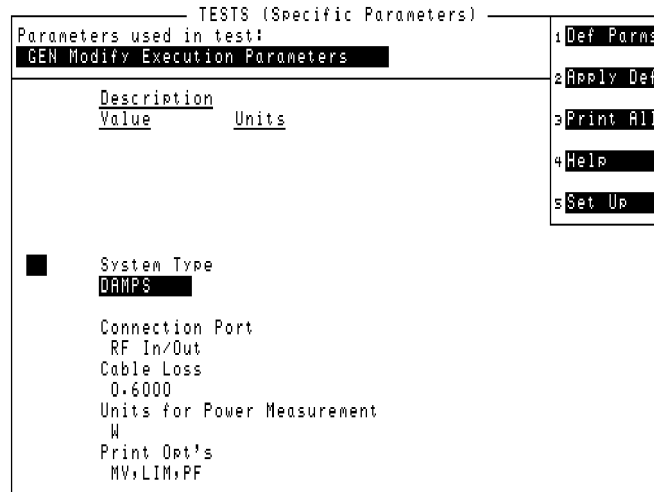 TESTS (Specific Parameters)
Parameters used in test:
GEN Modify Execution Parameters
1 Def Parms
2 Apply Def
3 Print All
4 Help
5 Set Up
Description
Value Units
System Type
DAMPS
Connection Port
RF In/Out
Cable Loss
0.6000
Units for Power Measurement
W
Print Opt's
MV,LIM,PF